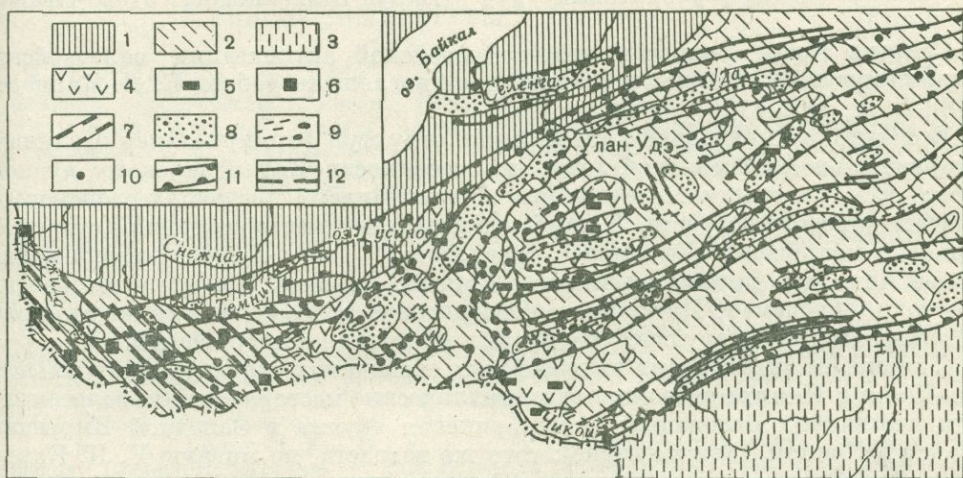 1 2 3
4 5 6
7 8 9
10 11 12
оз. Байкал
Селенга
Уда
Улан-Удэ
оз. Гусиное
Снежная
Джида
Темник
Чикой